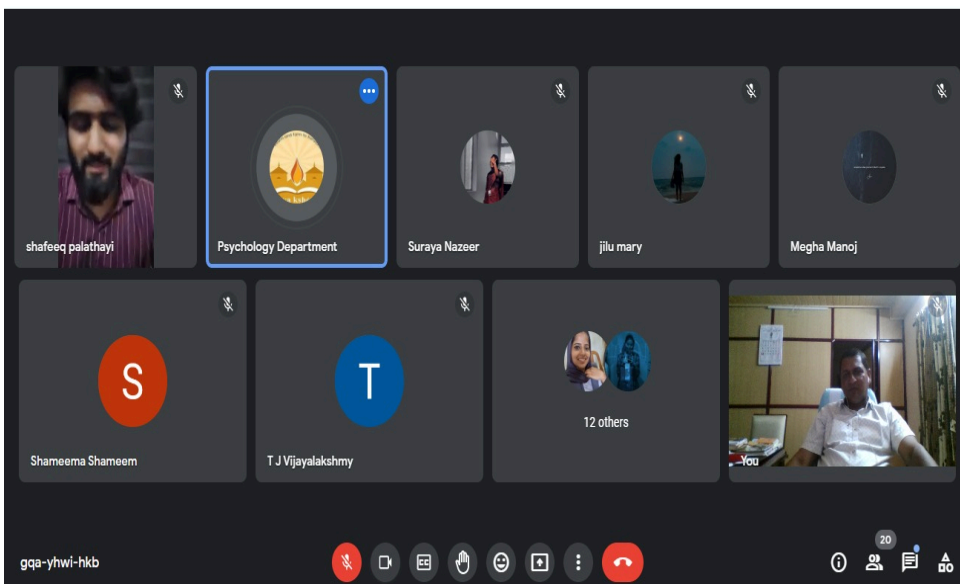 shafeeq palathayi
Psychology Department
Suraya Nazeer
jilu mary
Megha Manoj
S
T
Shameema Shameem
T J Vijayalakshmy
12 others
You
gqa-yhwi-hkb
CC
20